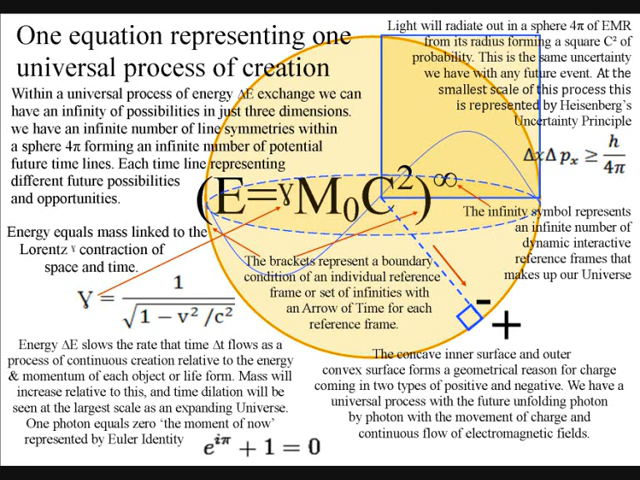 One equation representing one
universal process of creation
Within a universal process of energy ΔE exchange we can
have an infinity of possibilities in just three dimensions.
we have an infinite number of line symmetries within
a sphere 4π forming an infinite number of potential
future time lines. Each time line representing
different future possibilities
and opportunities.
Light will radiate out in a sphere 4π of EMR
from its radius forming a square C² of
probability. This is the same uncertainty
we have with any future event. At the
smallest scale of this process this
is represented by Heisenberg's
Uncertainty Principle
ΔxΔpₓ ≥ h/4π
(E=γM₀C²)∞
Energy equals mass linked to the
Lorentz γ contraction of
space and time.
γ = 1/√(1 − v²/c²)
The brackets represent a boundary
condition of an individual reference
frame or set of infinities with
an Arrow of Time for each
reference frame.
The infinity symbol represents
an infinite number of
dynamic interactive
reference frames that
makes up our Universe
-
+
Energy ΔE slows the rate that time Δt flows as a
process of continuous creation relative to the energy
& momentum of each object or life form. Mass will
increase relative to this, and time dilation will be
seen at the largest scale as an expanding Universe.
One photon equals zero ‘the moment of now’
represented by Euler Identity
e^{iπ} + 1 = 0
The concave inner surface and outer
convex surface forms a geometrical reason for charge
coming in two types of positive and negative. We have a
universal process with the future unfolding photon
by photon with the movement of charge and
continuous flow of electromagnetic fields.